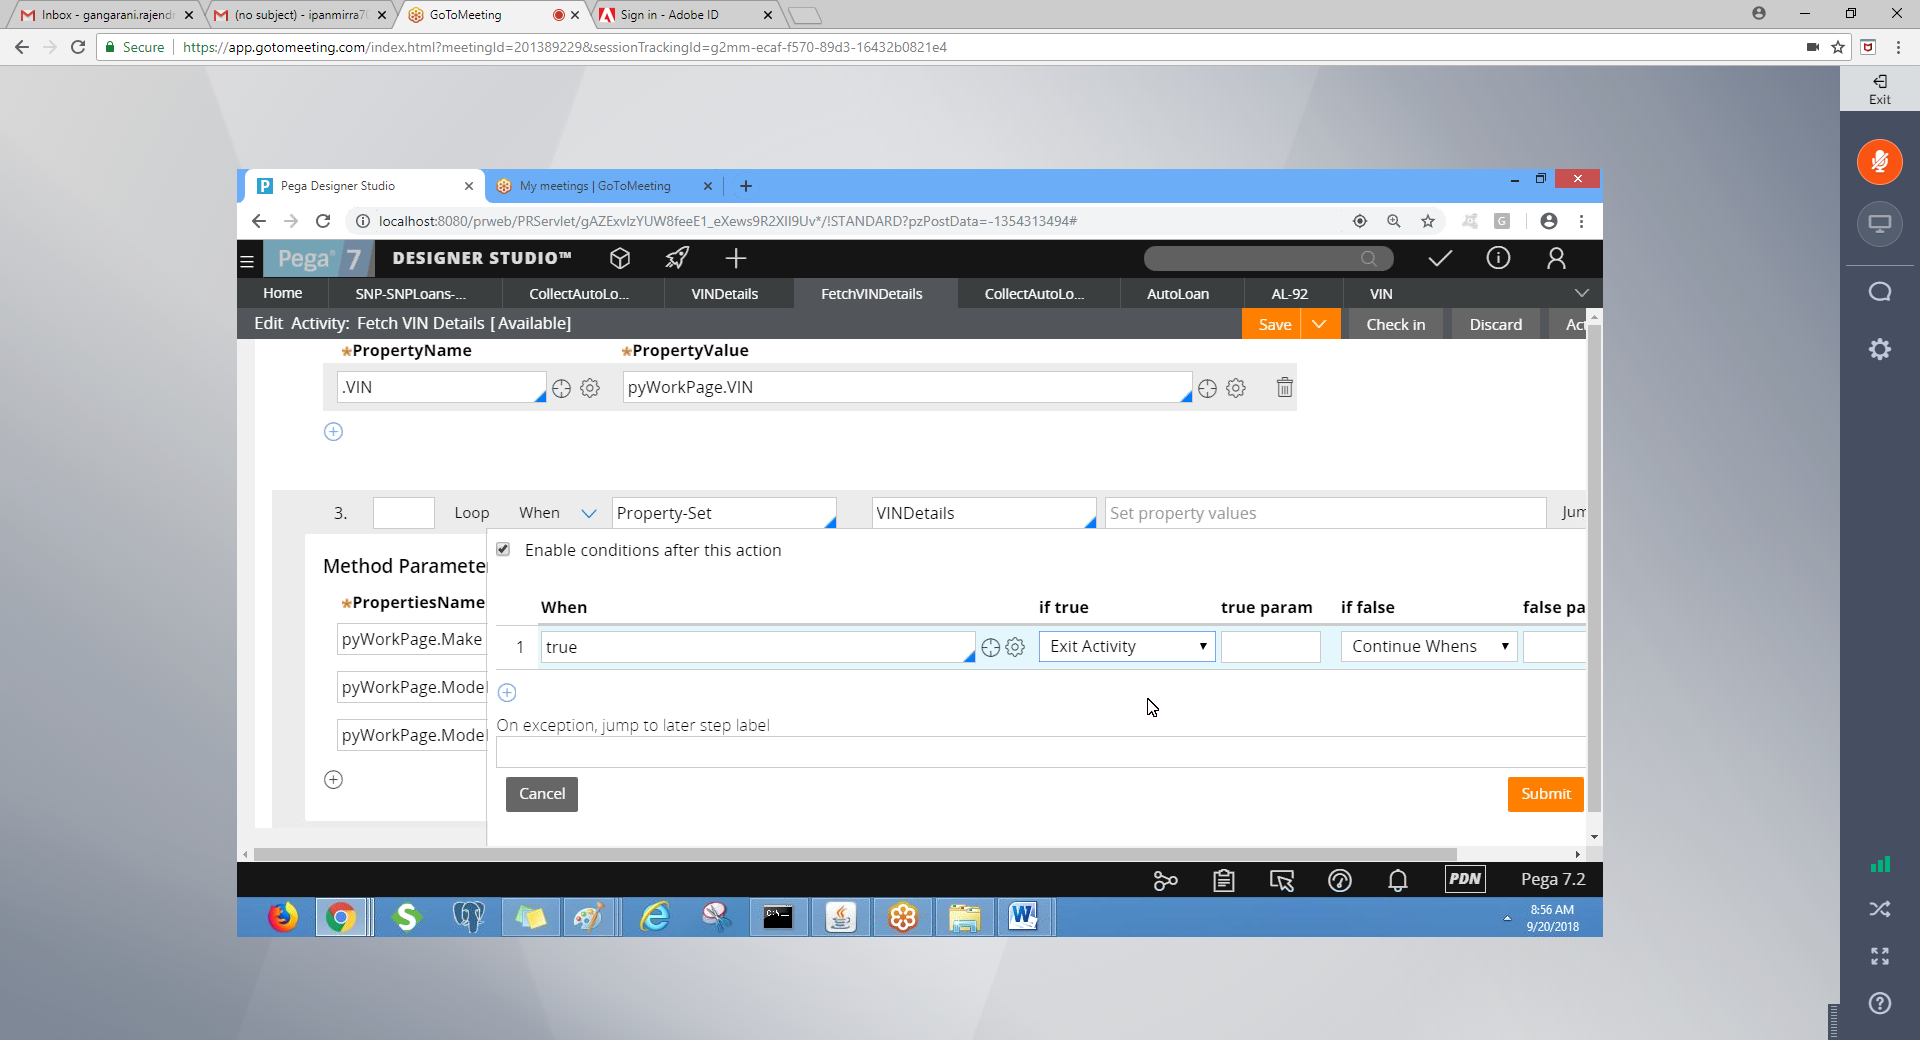 Inbox - gangarani.rajendr
(no subject) - ipanmirra70
GoToMeeting
Sign in - Adobe ID
Secure
https://app.gotomeeting.com/index.html?meetingId=201389229&sessionTrackingId=g2mm-ecaf-f570-89d3-16432b0821e4
Exit
Pega Designer Studio
My meetings | GoToMeeting
localhost:8080/prweb/PRServlet/gAZExvlzYUW8feeE1_eXews9R2XII9Uv*/!STANDARD?pzPostData=-1354313494#
Pega 7
DESIGNER STUDIO™
Home
SNP-SNPLoans-...
CollectAutoLo...
VINDetails
FetchVINDetails
CollectAutoLo...
AutoLoan
AL-92
VIN
Edit Activity: Fetch VIN Details [Available]
Save
Check in
Discard
Act
*PropertyName
*PropertyValue
.VIN
pyWorkPage.VIN
3.
Loop
When
Property-Set
VINDetails
Set property values
Jum
Enable conditions after this action
Method Paramete
When
if true
true param
if false
false pa
*PropertiesName
pyWorkPage.Make
1
true
Exit Activity
Continue Whens
pyWorkPage.Model
On exception, jump to later step label
pyWorkPage.Model
Cancel
Submit
PDN
Pega 7.2
8:56 AM
9/20/2018